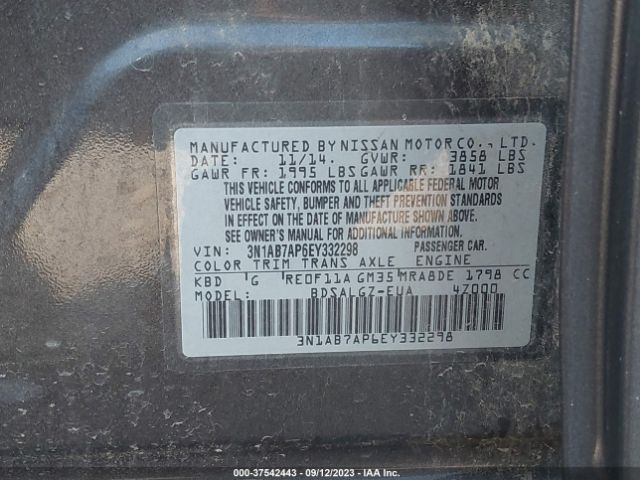 MANUFACTURED BY NISSAN MOTOR CO., LTD.
DATE: 11/14. GVWR: 3858 LBS
GAWR FR: 1995 LBS GAWR RR: 1841 LBS
THIS VEHICLE CONFORMS TO ALL APPLICABLE FEDERAL MOTOR
VEHICLE SAFETY, BUMPER AND THEFT PREVENTION STANDARDS
IN EFFECT ON THE DATE OF MANUFACTURE SHOWN ABOVE.
SEE OWNER'S MANUAL FOR ADDITIONAL INFORMATION.
VIN: 3N1AB7AP6EY332298 PASSENGER CAR.
COLOR TRIM TRANS AXLE ENGINE
KBD G RE0F11A GM35 MRA8DE 1798 CC
MODEL: BDSALGZ-EUA 4Z000
3N1AB7AP6EY332298
000-37542443 - 09/12/2023 - IAA Inc.